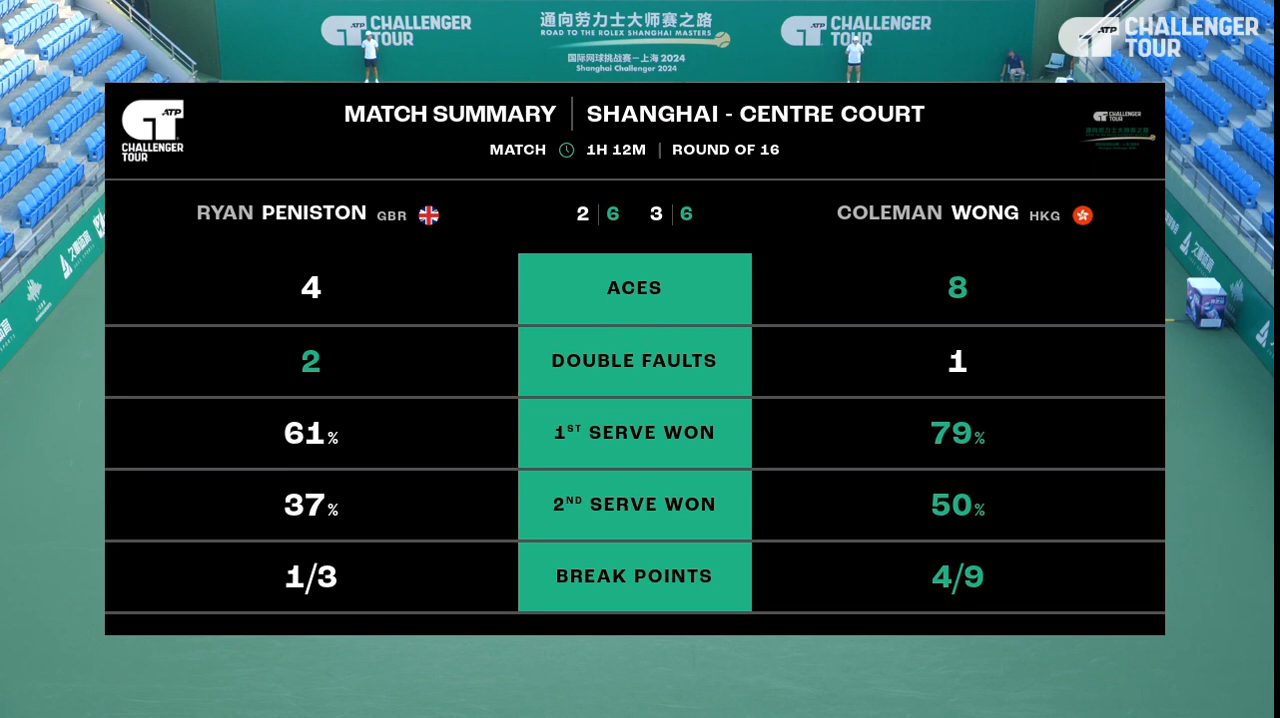 ATP CHALLENGER TOUR
通向劳力士大师赛之路
ROAD TO THE ROLEX SHANGHAI MASTERS
国际网球挑战赛—上海 2024
Shanghai Challenger 2024
ATP CHALLENGER TOUR
ATP CHALLENGER TOUR
ATP CHALLENGER TOUR
MATCH SUMMARY | SHANGHAI - CENTRE COURT
MATCH 1H 12M | ROUND OF 16
RYAN PENISTON GBR 2 | 6 3 | 6 COLEMAN WONG HKG
4 ACES 8
2 DOUBLE FAULTS 1
61% 1ST SERVE WON 79%
37% 2ND SERVE WON 50%
1/3 BREAK POINTS 4/9